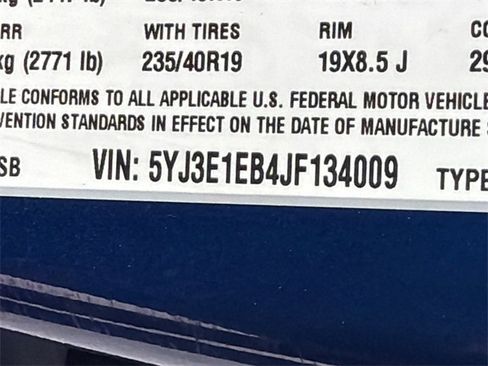 RR WITH TIRES RIM
kg (2771 lb) 235/40R19 19X8.5 J 29
LE CONFORMS TO ALL APPLICABLE U.S. FEDERAL MOTOR VEHICLE
VENTION STANDARDS IN EFFECT ON THE DATE OF MANUFACTURE
SB VIN: 5YJ3E1EB4JF134009 TYPE